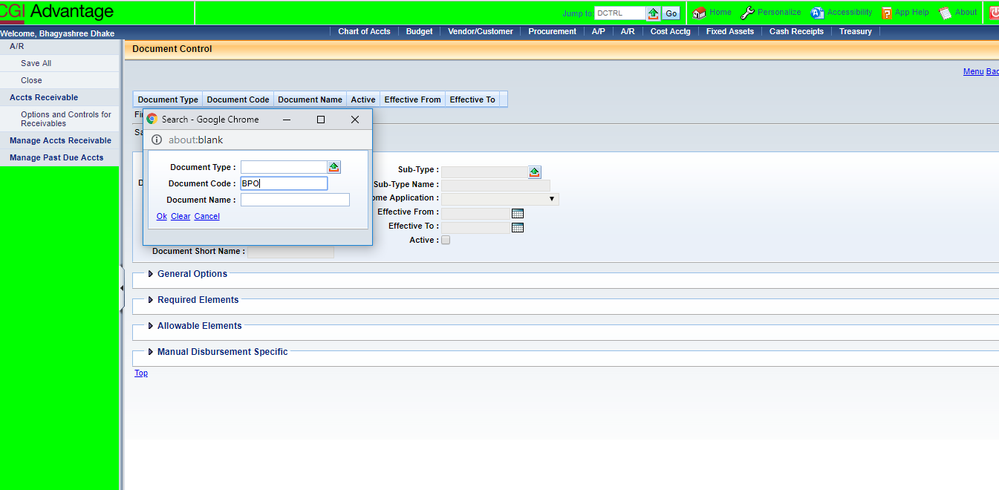 CGI Advantage
Jump to: DCTRL Go Home Personalize Accessibility App Help About
Welcome, Bhagyashree Dhake
Chart of Accts Budget Vendor/Customer Procurement A/P A/R Cost Acctg Fixed Assets Cash Receipts Treasury
A/R
Save All
Close
Accts Receivable
Options and Controls for
Receivables
Manage Accts Receivable
Manage Past Due Accts
Document Control
Menu
Document Type Document Code Document Name Active Effective From Effective To
Search - Google Chrome
about:blank
Document Type :
Document Code : BPO
Document Name :
Ok Clear Cancel
Sub-Type :
Sub-Type Name :
Application :
Effective From :
Effective To :
Active :
Document Short Name :
General Options
Required Elements
Allowable Elements
Manual Disbursement Specific
Top